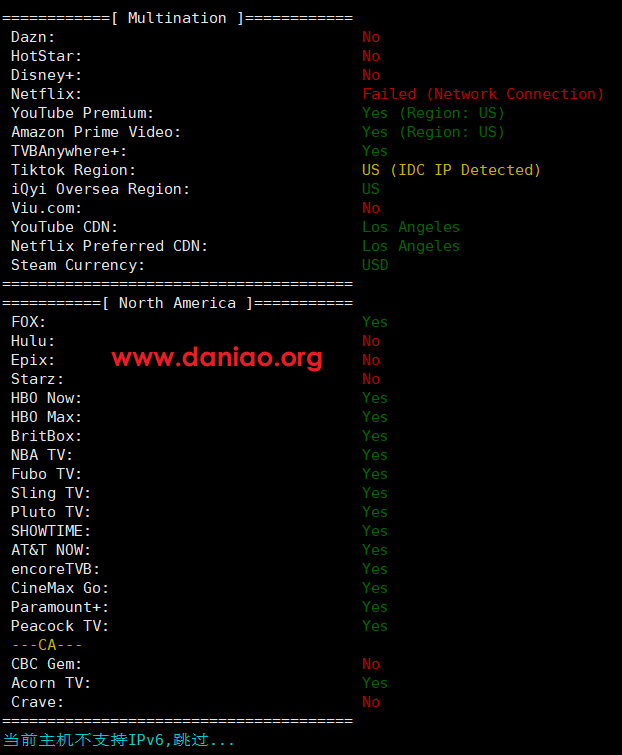 ============[ Multination ]============
Dazn: No
HotStar: No
Disney+: No
Netflix: Failed (Network Connection)
YouTube Premium: Yes (Region: US)
Amazon Prime Video: Yes (Region: US)
TVBAnywhere+: Yes
Tiktok Region: US (IDC IP Detected)
iQyi Oversea Region: US
Viu.com: No
YouTube CDN: Los Angeles
Netflix Preferred CDN: Los Angeles
Steam Currency: USD
=======================================
===========[ North America ]===========
FOX: Yes
Hulu: No
Epix: No
www.daniao.org
Starz: No
HBO Now: Yes
HBO Max: Yes
BritBox: Yes
NBA TV: Yes
Fubo TV: Yes
Sling TV: Yes
Pluto TV: Yes
SHOWTIME: Yes
AT&T NOW: Yes
encoreTVB: Yes
CineMax Go: Yes
Paramount+: Yes
Peacock TV: Yes
---CA---
CBC Gem: No
Acorn TV: Yes
Crave: No
=======================================
当前主机不支持IPv6,跳过...